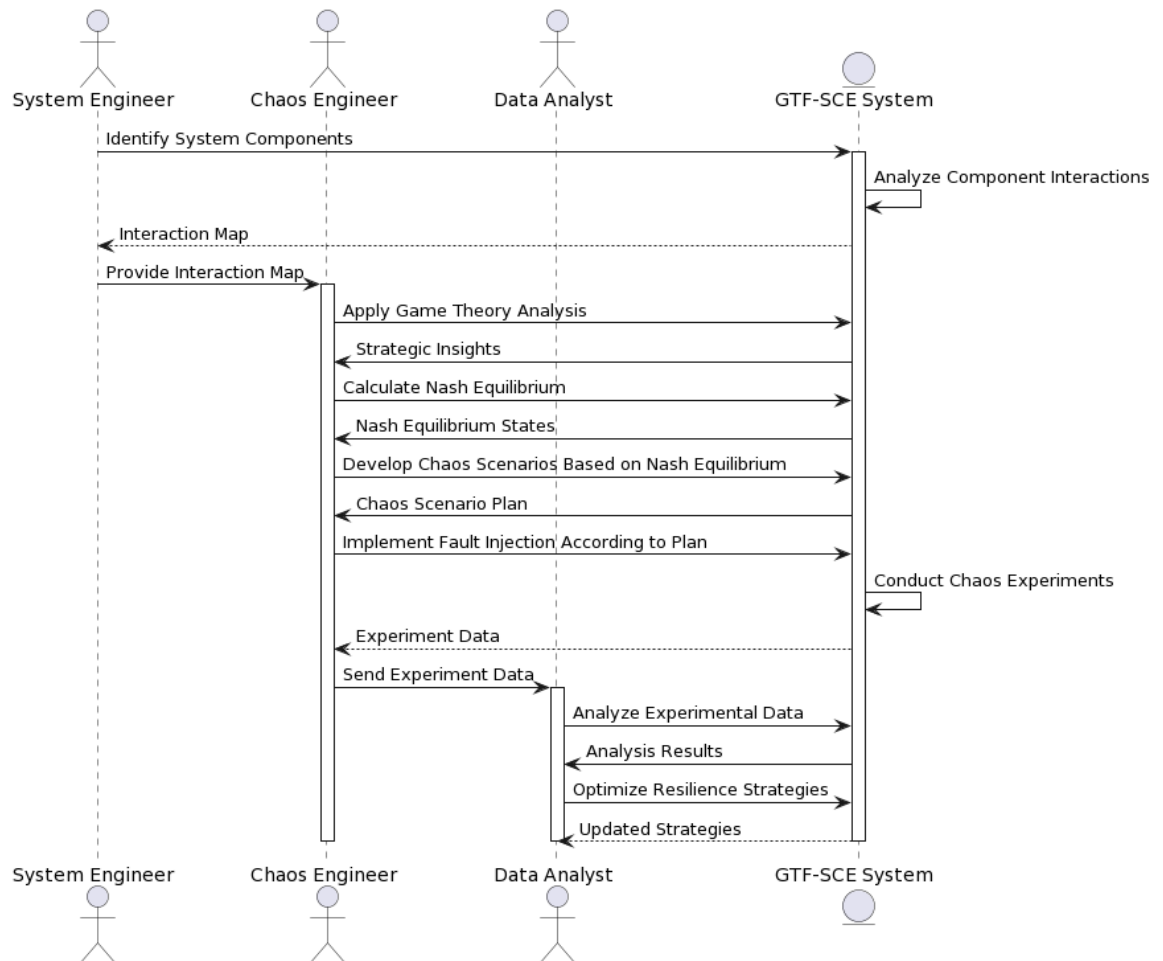 System Engineer
Chaos Engineer
Data Analyst
GTF-SCE System
Identify System Components
Analyze Component Interactions
Interaction Map
Provide Interaction Map
Apply Game Theory Analysis
Strategic Insights
Calculate Nash Equilibrium
Nash Equilibrium States
Develop Chaos Scenarios Based on Nash Equilibrium
Chaos Scenario Plan
Implement Fault Injection According to Plan
Conduct Chaos Experiments
Experiment Data
Send Experiment Data
Analyze Experimental Data
Analysis Results
Optimize Resilience Strategies
Updated Strategies
System Engineer
Chaos Engineer
Data Analyst
GTF-SCE System